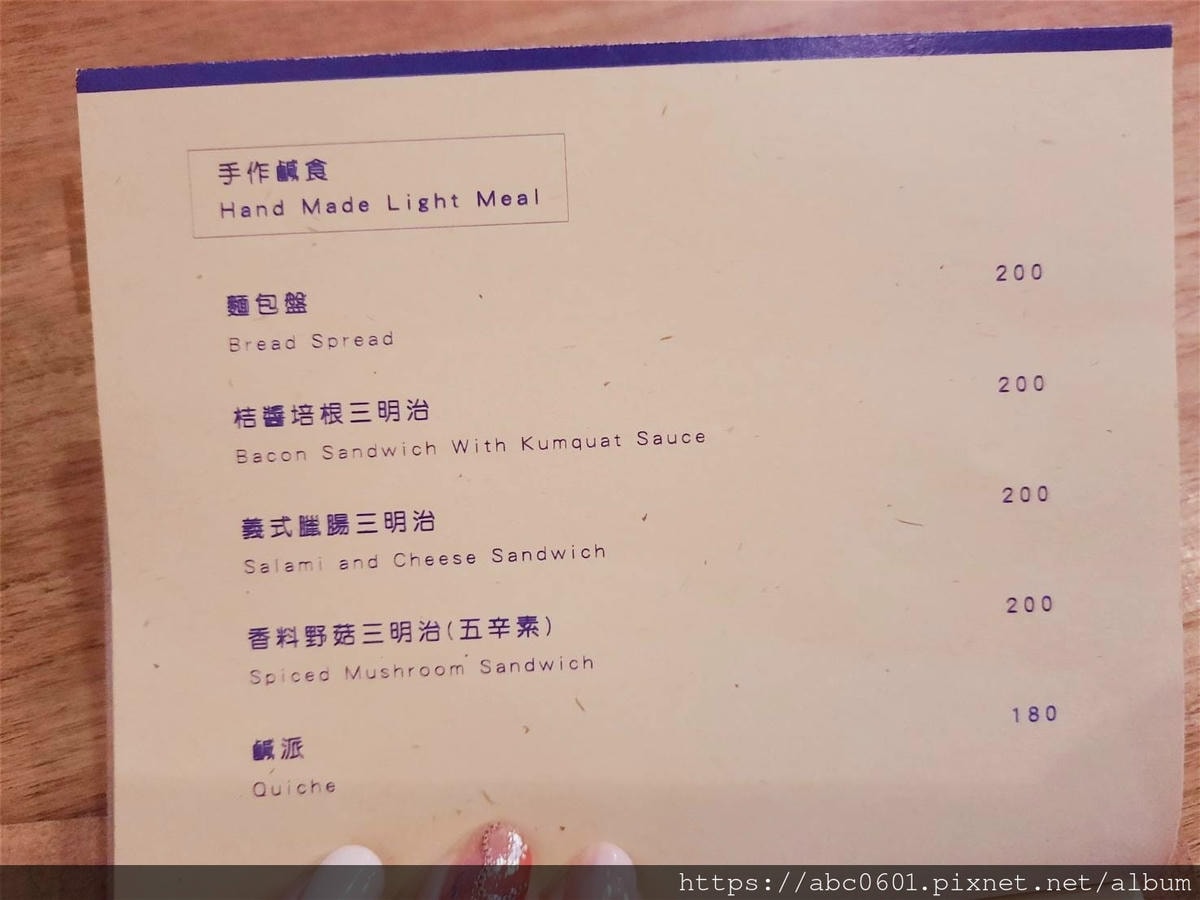 手作鹹食
Hand Made Light Meal
麵包盤 200
Bread Spread
桔醬培根三明治 200
Bacon Sandwich With Kumquat Sauce
義式臘腸三明治 200
Salami and Cheese Sandwich
香料野菇三明治(五辛素) 200
Spiced Mushroom Sandwich
鹹派 180
Quiche
https://abc0601.pixnet.net/album